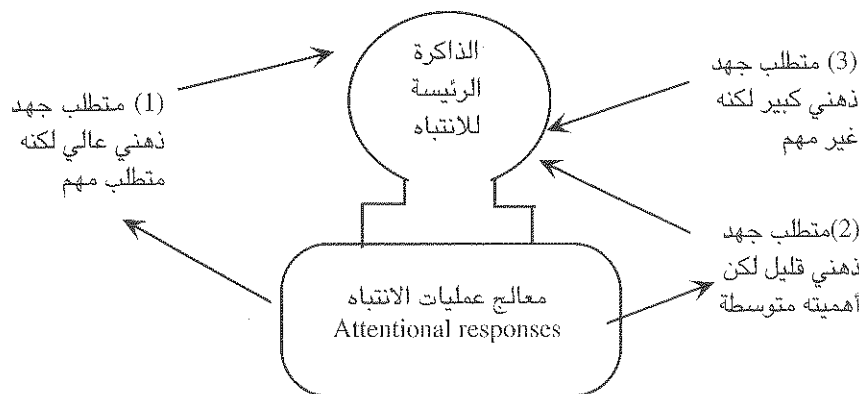 الذاكرة
الرئيسة
للانتباه
(3) متطلب جهد
ذهني كبير لكنه
غير مهم
(1) متطلب جهد
ذهني عالي لكنه
متطلب مهم
(2)متطلب جهد
ذهني قليل لكن
أهميته متوسطة
معالج عمليات الانتباه
Attentional responses